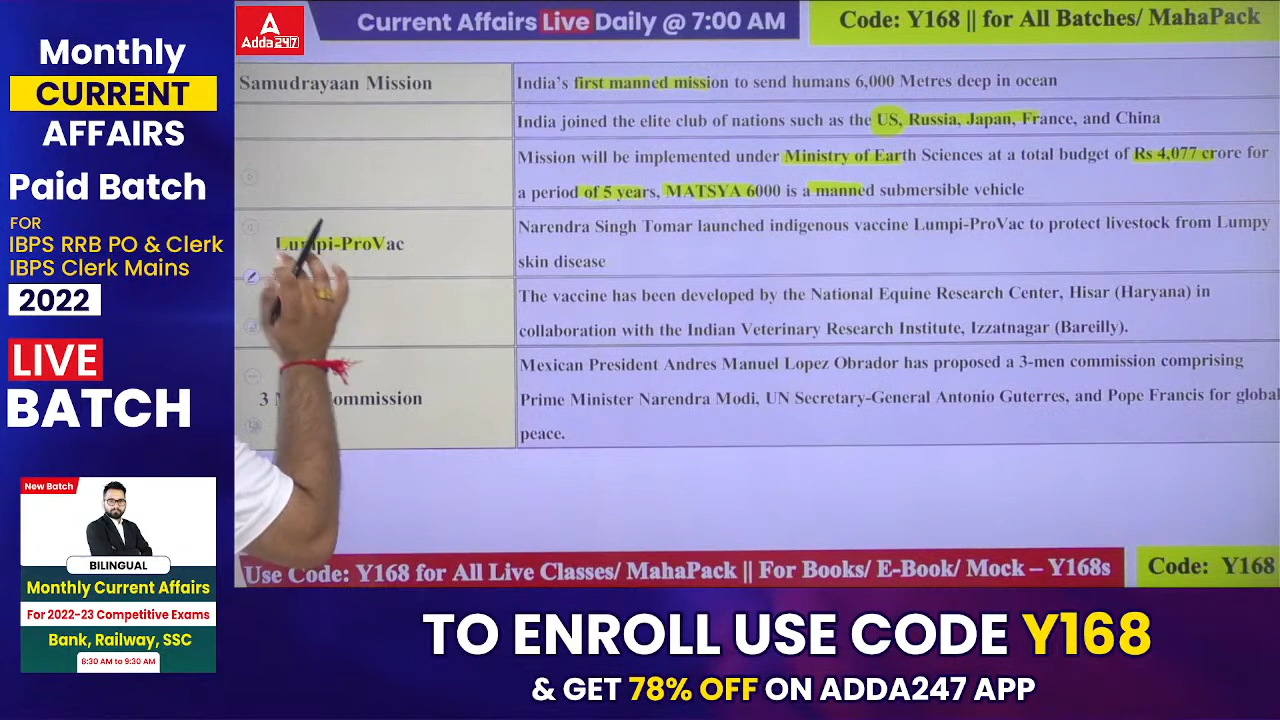 Monthly
CURRENT
AFFAIRS
Paid Batch
FOR
IBPS RRB PO & Clerk
IBPS Clerk Mains
2022
LIVE
BATCH
New Batch
BILINGUAL
Monthly Current Affairs
For 2022-23 Competitive Exams
Bank, Railway, SSC
8:30 AM to 9:30 AM
Adda247
Current Affairs Live Daily @ 7:00 AM
Code: Y168 || for All Batches/ MahaPack
Samudrayaan Mission
India's first manned mission to send humans 6,000 Metres deep in ocean
India joined the elite club of nations such as the US, Russia, Japan, France, and China
Mission will be implemented under Ministry of Earth Sciences at a total budget of Rs 4,077 crore for
a period of 5 years, MATSYA 6000 is a manned submersible vehicle
Lumpi-ProVac
Narendra Singh Tomar launched indigenous vaccine Lumpi-ProVac to protect livestock from Lumpy
skin disease
The vaccine has been developed by the National Equine Research Center, Hisar (Haryana) in
collaboration with the Indian Veterinary Research Institute, Izzatnagar (Bareilly).
3
Mexican President Andres Manuel Lopez Obrador has proposed a 3-men commission comprising
Prime Minister Narendra Modi, UN Secretary-General Antonio Guterres, and Pope Francis for global
peace.
Use Code: Y168 for All Live Classes/ MahaPack || For Books/ E-Book/ Mock – Y168s
Code: Y168
TO ENROLL USE CODE Y168
& GET 78% OFF ON ADDA247 APP